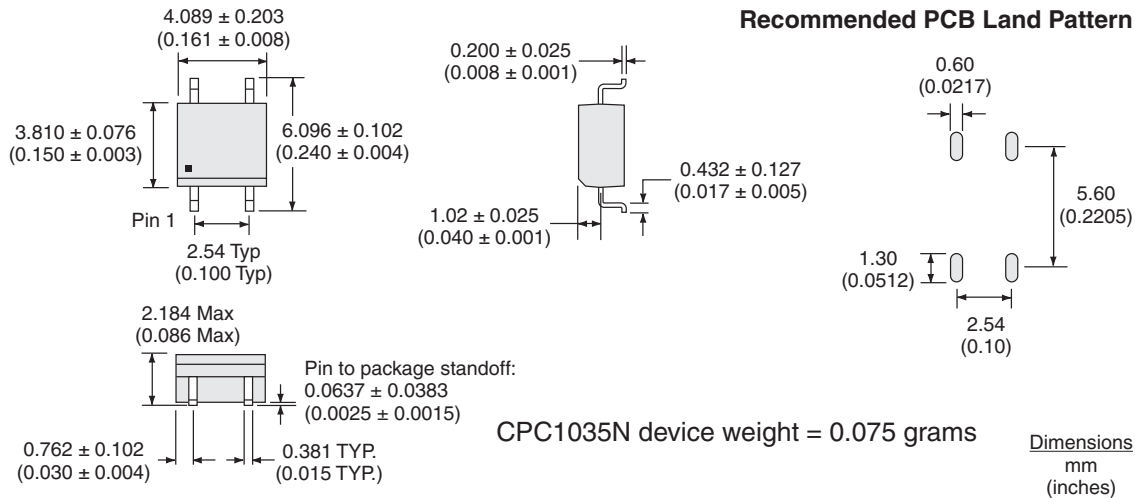 4.089 ± 0.203
(0.161 ± 0.008)
3.810 ± 0.076
(0.150 ± 0.003)
6.096 ± 0.102
(0.240 ± 0.004)
Pin 1
2.54 Typ
(0.100 Typ)
0.200 ± 0.025
(0.008 ± 0.001)
0.432 ± 0.127
(0.017 ± 0.005)
1.02 ± 0.025
(0.040 ± 0.001)
Recommended PCB Land Pattern
0.60
(0.0217)
5.60
(0.2205)
1.30
(0.0512)
2.54
(0.10)
2.184 Max
(0.086 Max)
Pin to package standoff:
0.0637 ± 0.0383
(0.0025 ± 0.0015)
0.762 ± 0.102
(0.030 ± 0.004)
0.381 TYP.
(0.015 TYP.)
CPC1035N device weight = 0.075 grams
Dimensions
mm
(inches)